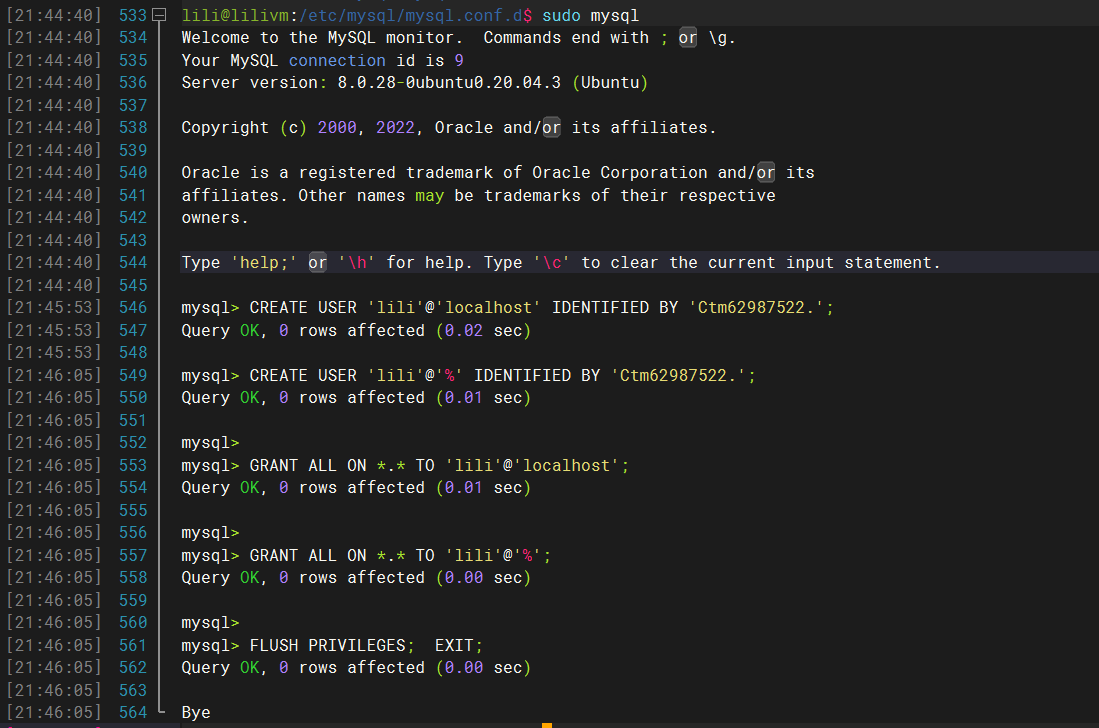 [21:44:40] 533 lili@lilivm:/etc/mysql/mysql.conf.d$ sudo mysql
[21:44:40] 534 Welcome to the MySQL monitor.  Commands end with ; or \g.
[21:44:40] 535 Your MySQL connection id is 9
[21:44:40] 536 Server version: 8.0.28-0ubuntu0.20.04.3 (Ubuntu)
[21:44:40] 537
[21:44:40] 538 Copyright (c) 2000, 2022, Oracle and/or its affiliates.
[21:44:40] 539
[21:44:40] 540 Oracle is a registered trademark of Oracle Corporation and/or its
[21:44:40] 541 affiliates. Other names may be trademarks of their respective
[21:44:40] 542 owners.
[21:44:40] 543
[21:44:40] 544 Type 'help;' or '\h' for help. Type '\c' to clear the current input statement.
[21:44:40] 545
[21:45:53] 546 mysql> CREATE USER 'lili'@'localhost' IDENTIFIED BY 'Ctm62987522.';
[21:45:53] 547 Query OK, 0 rows affected (0.02 sec)
[21:45:53] 548
[21:46:05] 549 mysql> CREATE USER 'lili'@'%' IDENTIFIED BY 'Ctm62987522.';
[21:46:05] 550 Query OK, 0 rows affected (0.01 sec)
[21:46:05] 551
[21:46:05] 552 mysql>
[21:46:05] 553 mysql> GRANT ALL ON *.* TO 'lili'@'localhost';
[21:46:05] 554 Query OK, 0 rows affected (0.01 sec)
[21:46:05] 555
[21:46:05] 556 mysql>
[21:46:05] 557 mysql> GRANT ALL ON *.* TO 'lili'@'%';
[21:46:05] 558 Query OK, 0 rows affected (0.00 sec)
[21:46:05] 559
[21:46:05] 560 mysql>
[21:46:05] 561 mysql> FLUSH PRIVILEGES;  EXIT;
[21:46:05] 562 Query OK, 0 rows affected (0.00 sec)
[21:46:05] 563
[21:46:05] 564 Bye